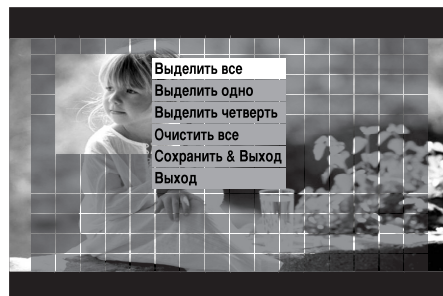 Выделить все
Выделить одно
Выделить четверть
Очистить все
Сохранить & Выход
Выход